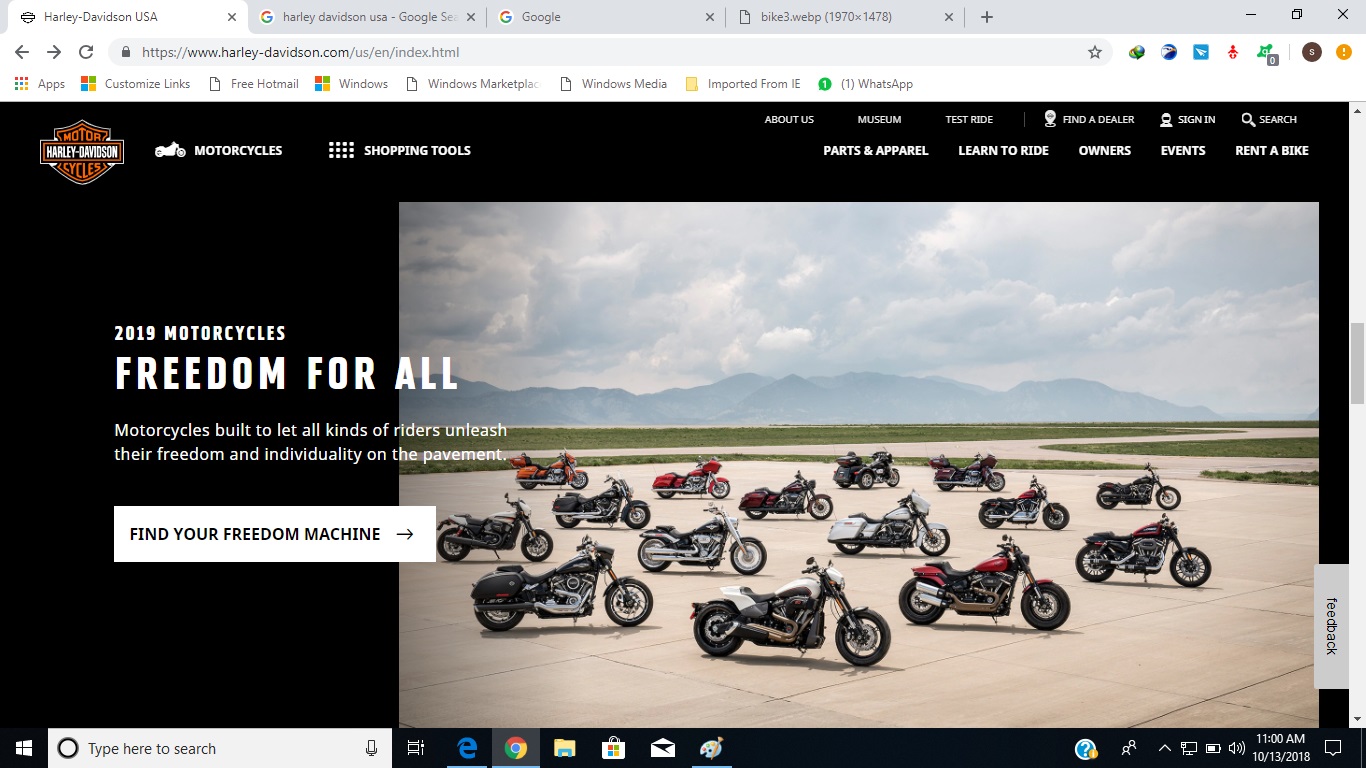 Harley-Davidson USA
harley davidson usa - Google Sea
Google
bike3.webp (1970×1478)
https://www.harley-davidson.com/us/en/index.html
0
s
Apps
Customize Links
Free Hotmail
Windows
Windows Marketplac
Windows Media
Imported From IE
1
(1) WhatsApp
ABOUT US
MUSEUM
TEST RIDE
FIND A DEALER
SIGN IN
SEARCH
MOTOR
HARLEY-DAVIDSON
CYCLES
MOTORCYCLES
SHOPPING TOOLS
PARTS & APPAREL
LEARN TO RIDE
OWNERS
EVENTS
RENT A BIKE
2019 MOTORCYCLES
FREEDOM FOR ALL
Motorcycles built to let all kinds of riders unleash
their freedom and individuality on the pavement.
FIND YOUR FREEDOM MACHINE
feedback
Type here to search
11:00 AM
10/13/2018